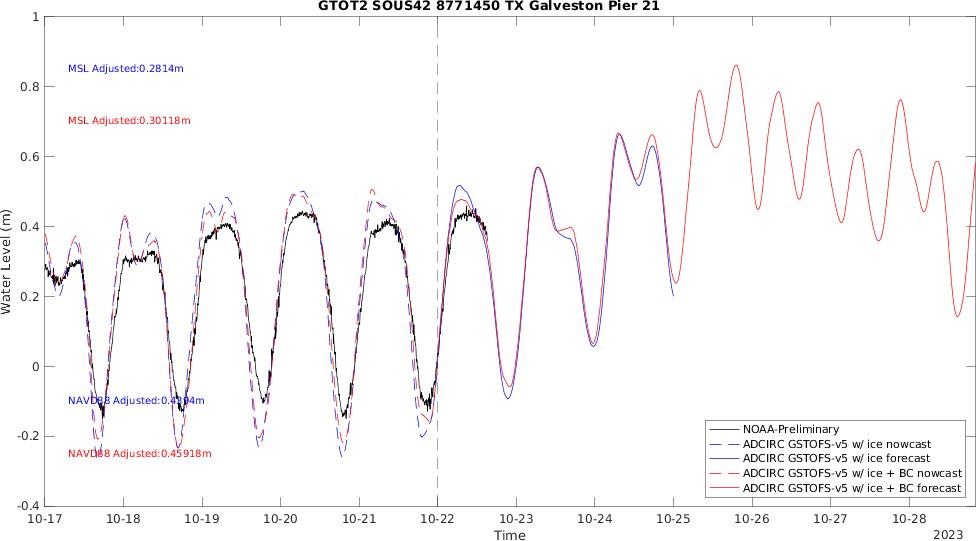 GTOT2 SOUS42 8771450 TX Galveston Pier 21
1
0.8
0.6
0.4
0.2
0
-0.2
-0.4
Water Level (m)
MSL Adjusted:0.2814m
MSL Adjusted:0.30118m
NAVD88 Adjusted:0.4394m
NAVD88 Adjusted:0.45918m
NOAA-Preliminary
ADCIRC GSTOFS-v5 w/ ice nowcast
ADCIRC GSTOFS-v5 w/ ice forecast
ADCIRC GSTOFS-v5 w/ ice + BC nowcast
ADCIRC GSTOFS-v5 w/ ice + BC forecast
10-17 10-18 10-19 10-20 10-21 10-22 10-23 10-24 10-25 10-26 10-27 10-28
Time
2023